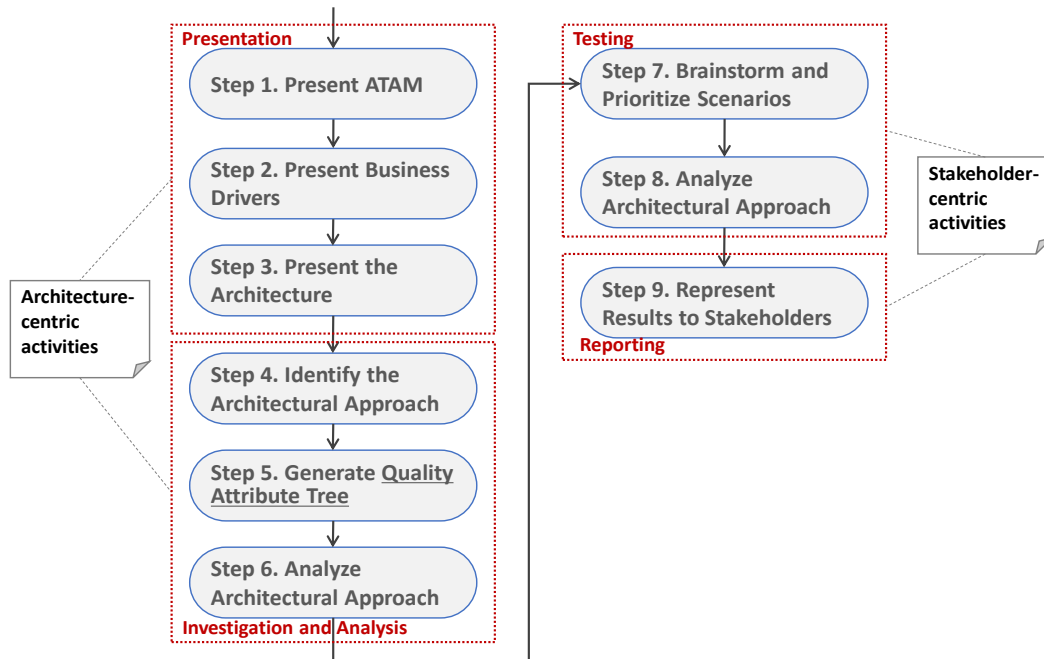 Presentation
Step 1. Present ATAM
Step 2. Present Business
Drivers
Step 3. Present the
Architecture
Architecture-
centric
activities
Step 4. Identify the
Architectural Approach
Step 5. Generate Quality
Attribute Tree
Step 6. Analyze
Architectural Approach
Investigation and Analysis
Testing
Step 7. Brainstorm and
Prioritize Scenarios
Step 8. Analyze
Architectural Approach
Stakeholder-
centric
activities
Step 9. Represent
Results to Stakeholders
Reporting